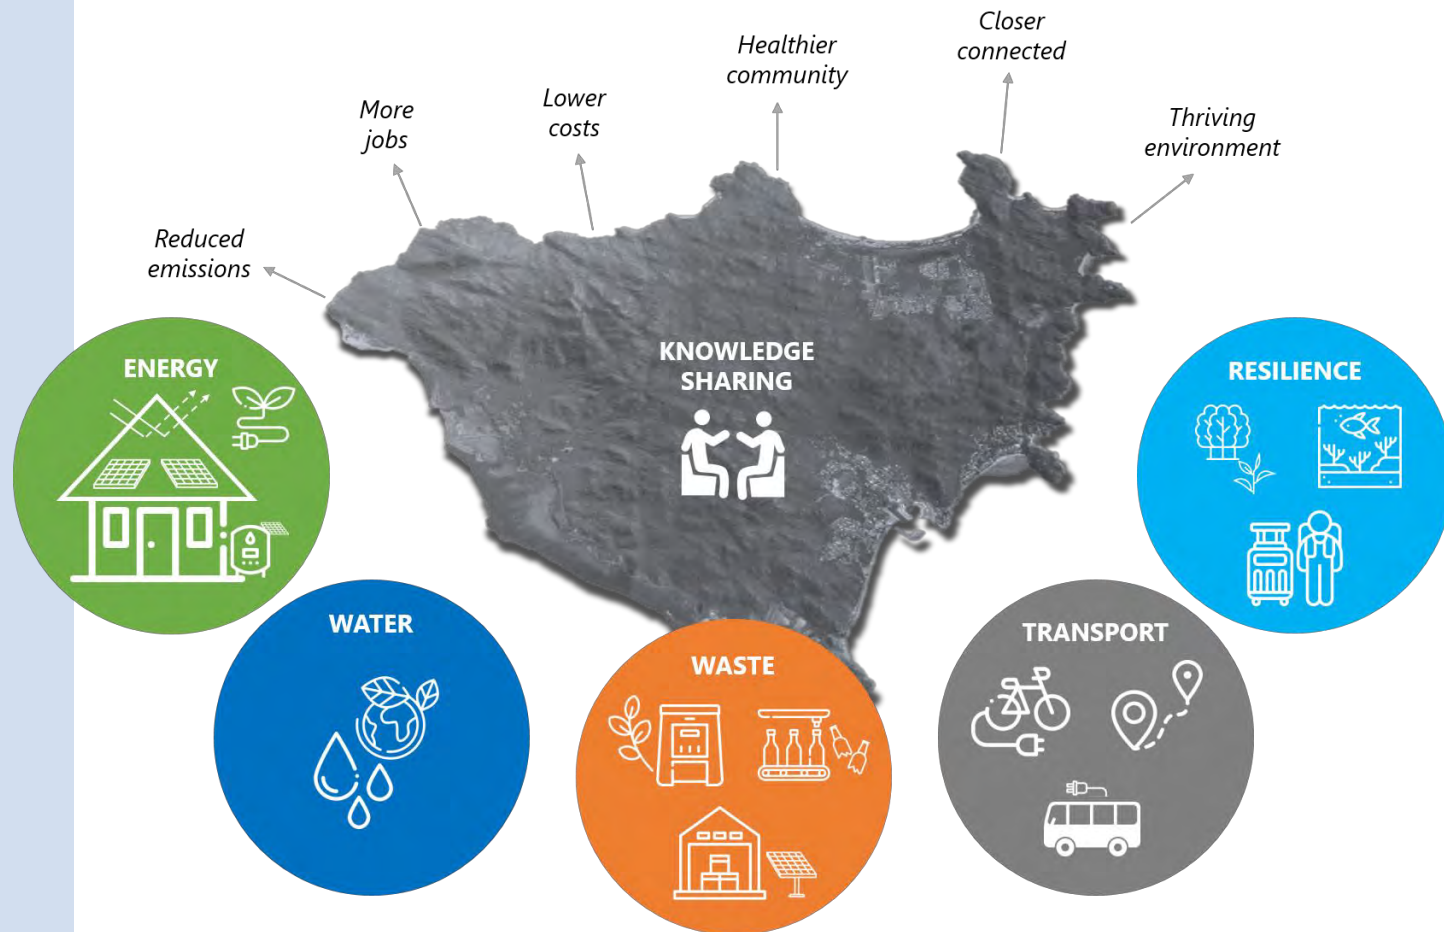 Closer
connected
Healthier
community
Lower
costs
More
jobs
Thriving
environment
Reduced
emissions
KNOWLEDGE
SHARING
ENERGY
RESILIENCE
WATER
WASTE
TRANSPORT